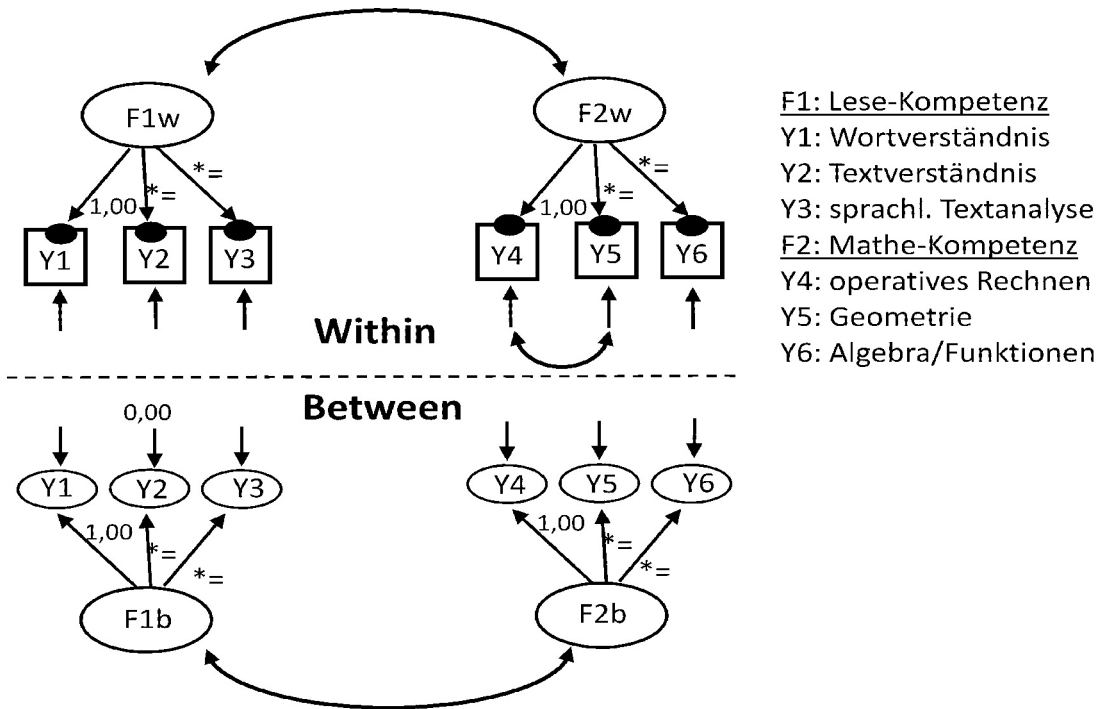 F1w
F2w
*=
*=
1,00
*=
*=
1,00
Y1
Y2
Y3
Y4
Y5
Y6
Within
Between
0,00
Y1
Y2
Y3
Y4
Y5
Y6
1,00
*=
*=
1,00
*=
*=
F1b
F2b
F1: Lese-Kompetenz
Y1: Wortverständnis
Y2: Textverständnis
Y3: sprachl. Textanalyse
F2: Mathe-Kompetenz
Y4: operatives Rechnen
Y5: Geometrie
Y6: Algebra/Funktionen